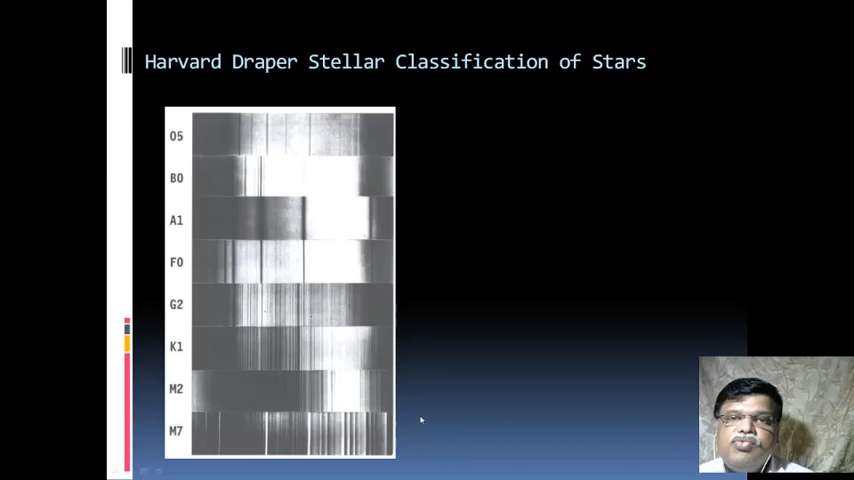 Harvard Draper Stellar Classification of Stars
O5
B0
A1
F0
G2
K1
M2
M7